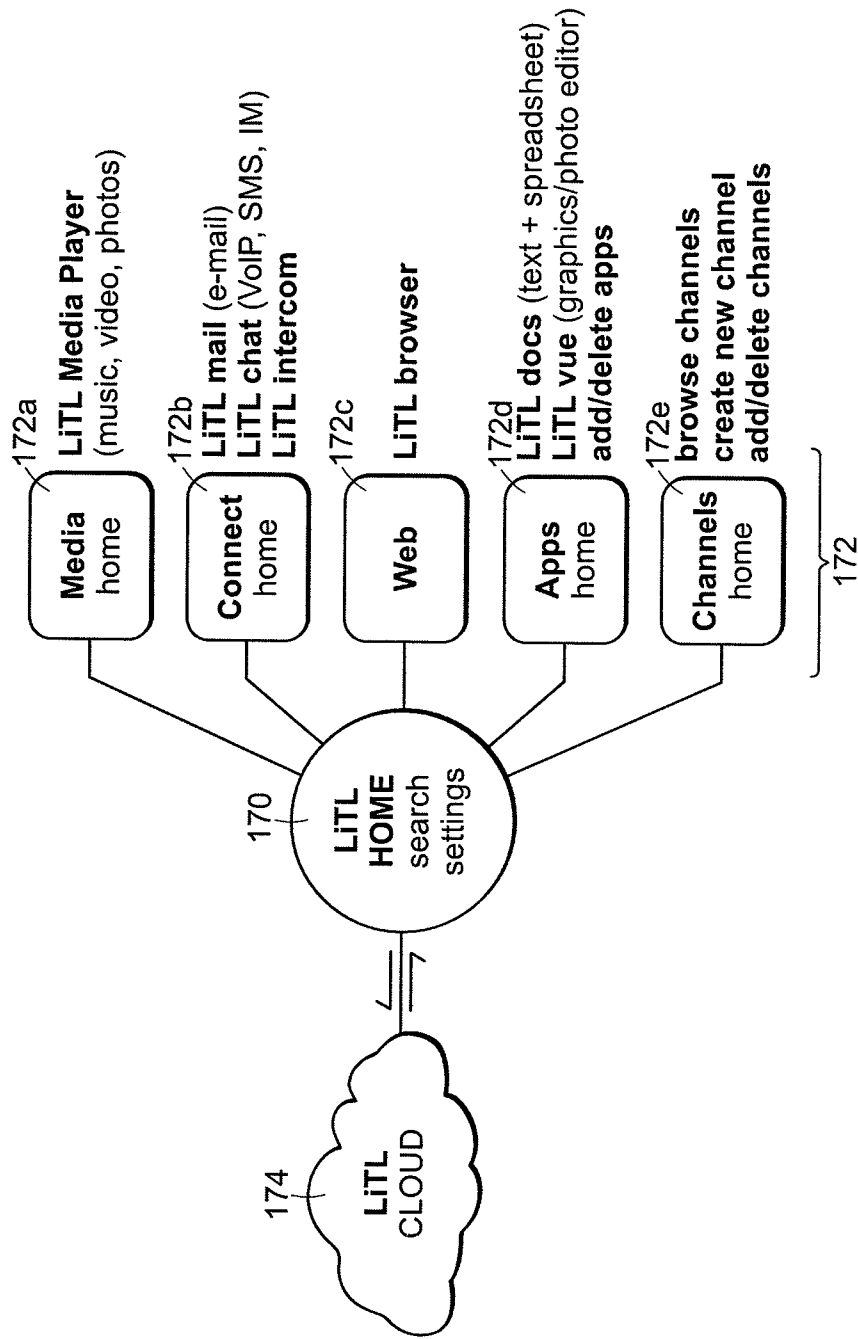 174
LiTL
CLOUD
170
LiTL
HOME
search
settings
172a
Media
home
LiTL Media Player
(music, video, photos)
172b
Connect
home
LiTL mail (e-mail)
LiTL chat (VoIP, SMS, IM)
LiTL intercom
172c
Web
LiTL browser
172d
Apps
home
LiTL docs (text + spreadsheet)
LiTL vue (graphics/photo editor)
add/delete apps
172e
Channels
home
browse channels
create new channel
add/delete channels
172